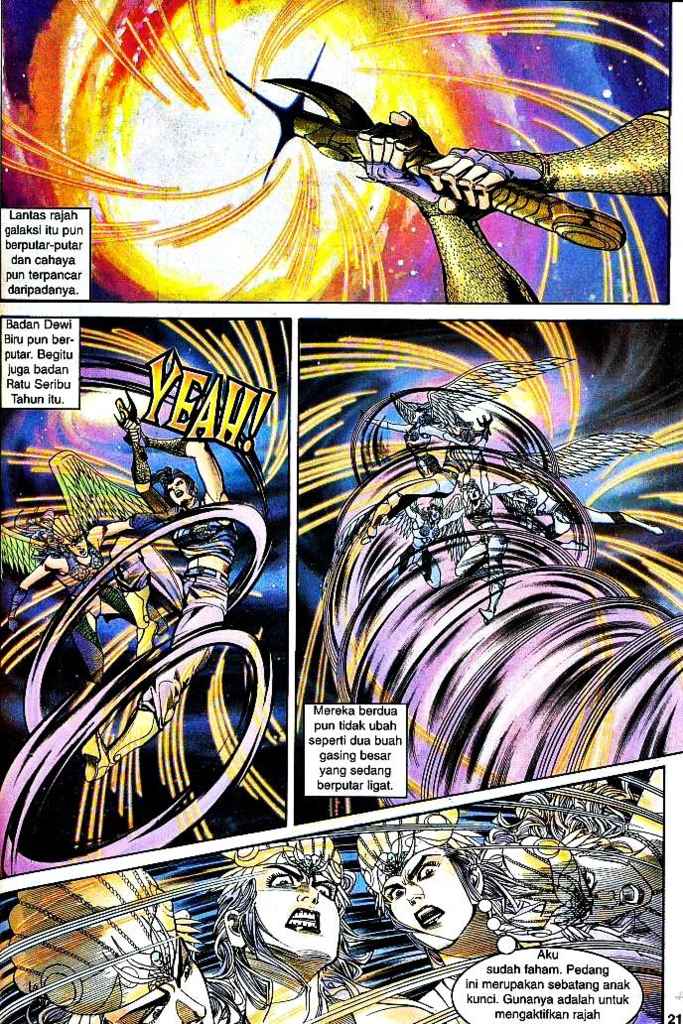 Lantas rajah
galaksi itu pun
berputar-putar
dan cahaya
pun terpancar
daripadanya.
Badan Dewi
Biru pun ber-
putar. Begitu
juga badan
Ratu Seribu
Tahun itu.
YEAH!
Mereka berdua
pun tidak ubah
seperti dua buah
gasing besar
yang sedang
berputar ligat.
Aku
sudah faham. Pedang
ini merupakan sebatang anak
kunci. Gunanya adalah untuk
mengaktifkan rajah
21